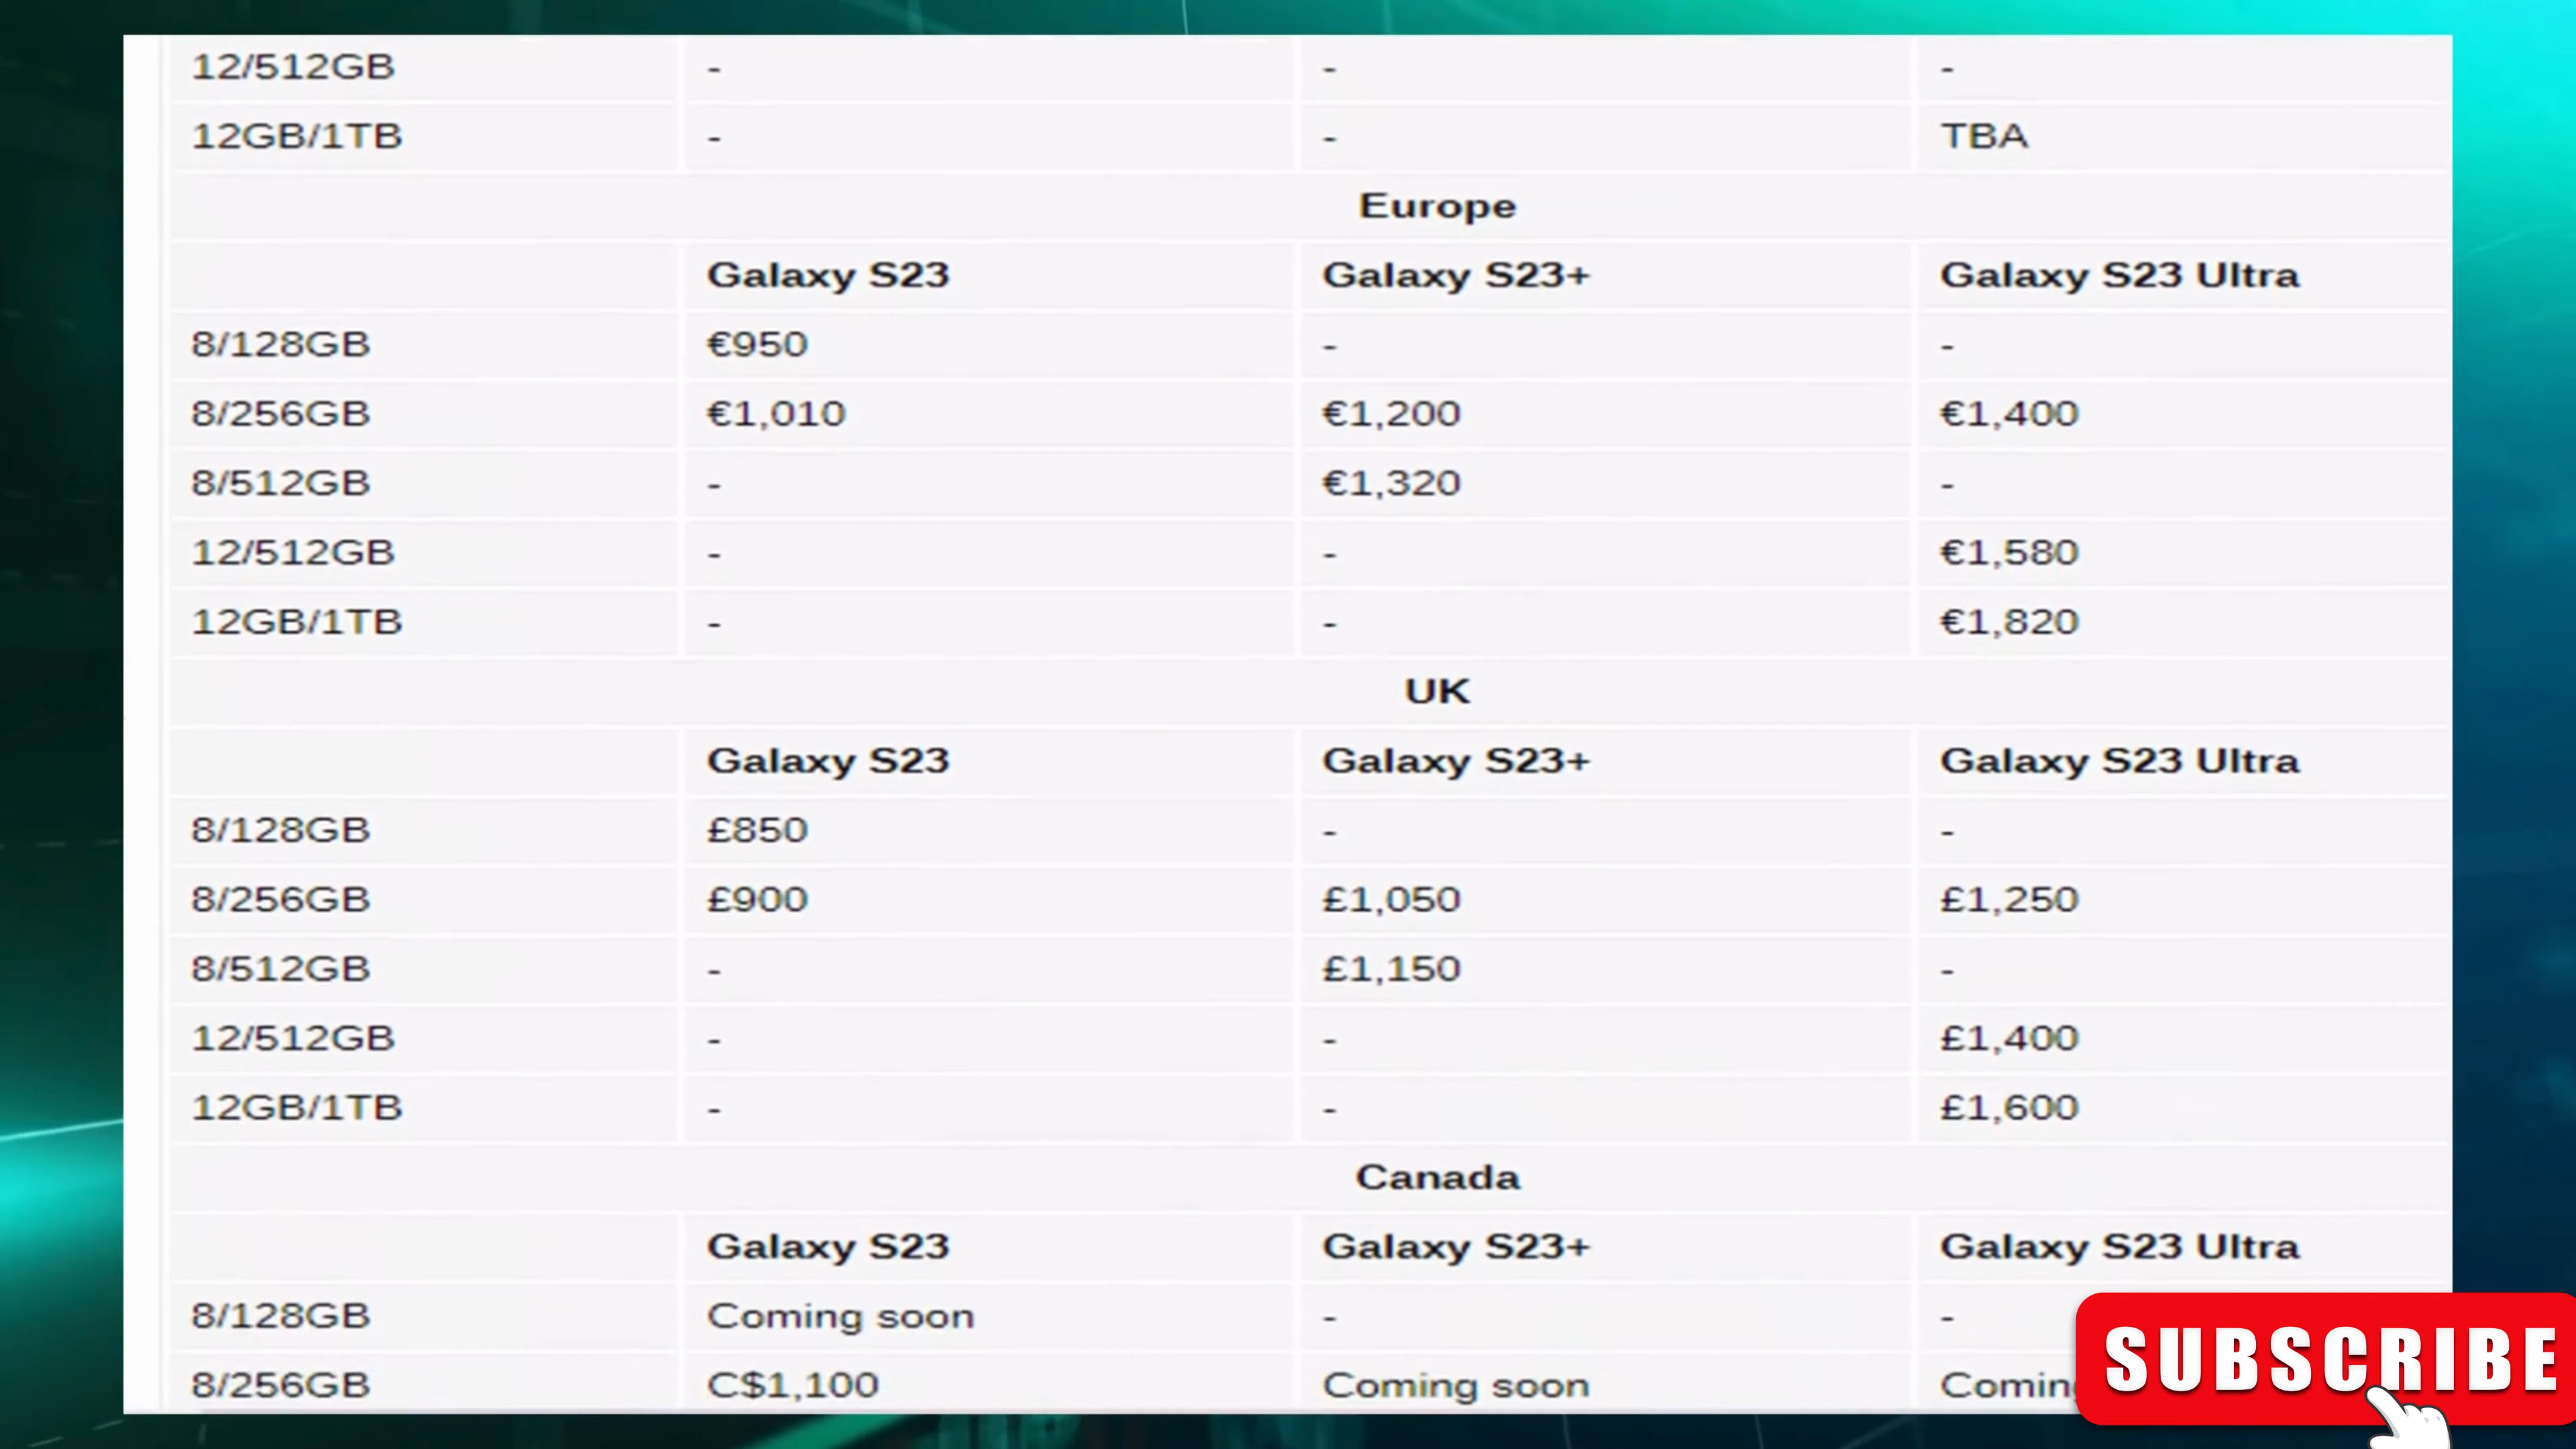 12/512GB - - -
12GB/1TB - - TBA
Europe
Galaxy S23 Galaxy S23+ Galaxy S23 Ultra
8/128GB €950 - -
8/256GB €1,010 €1,200 €1,400
8/512GB - €1,320 -
12/512GB - - €1,580
12GB/1TB - - €1,820
UK
Galaxy S23 Galaxy S23+ Galaxy S23 Ultra
8/128GB £850 - -
8/256GB £900 £1,050 £1,250
8/512GB - £1,150 -
12/512GB - - £1,400
12GB/1TB - - £1,600
Canada
Galaxy S23 Galaxy S23+ Galaxy S23 Ultra
8/128GB Coming soon - -
8/256GB C$1,100 Coming soon Comin
SUBSCRIBE